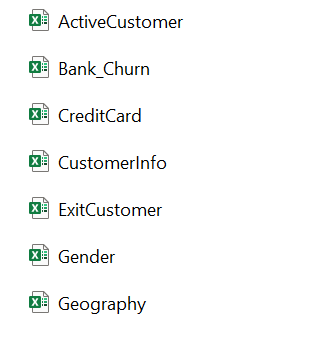 ActiveCustomer
Bank_Churn
CreditCard
CustomerInfo
ExitCustomer
Gender
Geography